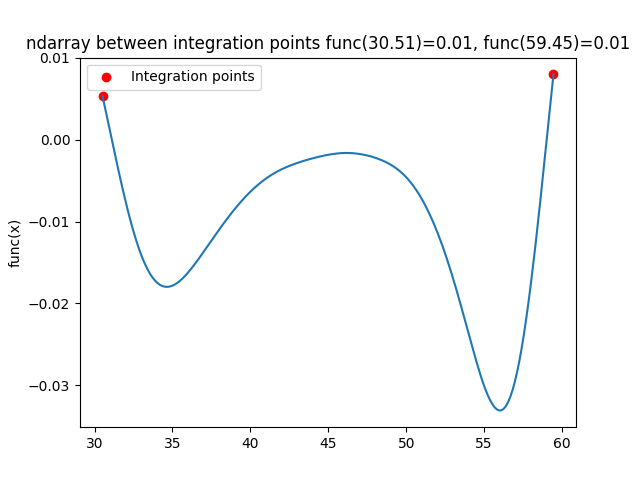 ndarray between integration points func(30.51)=0.01, func(59.45)=0.01
Integration points
func(x)
0.01
0.00
−0.01
−0.02
−0.03
30 35 40 45 50 55 60